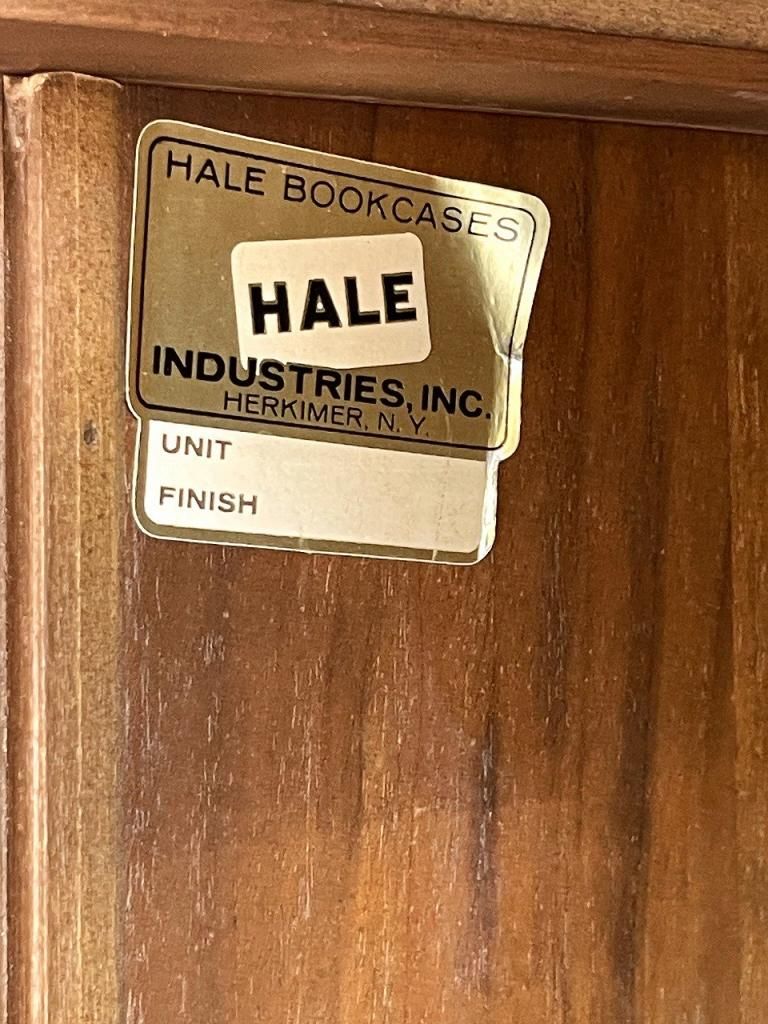 HALE BOOKCASES
HALE
INDUSTRIES, INC.
HERKIMER, N. Y.
UNIT
FINISH